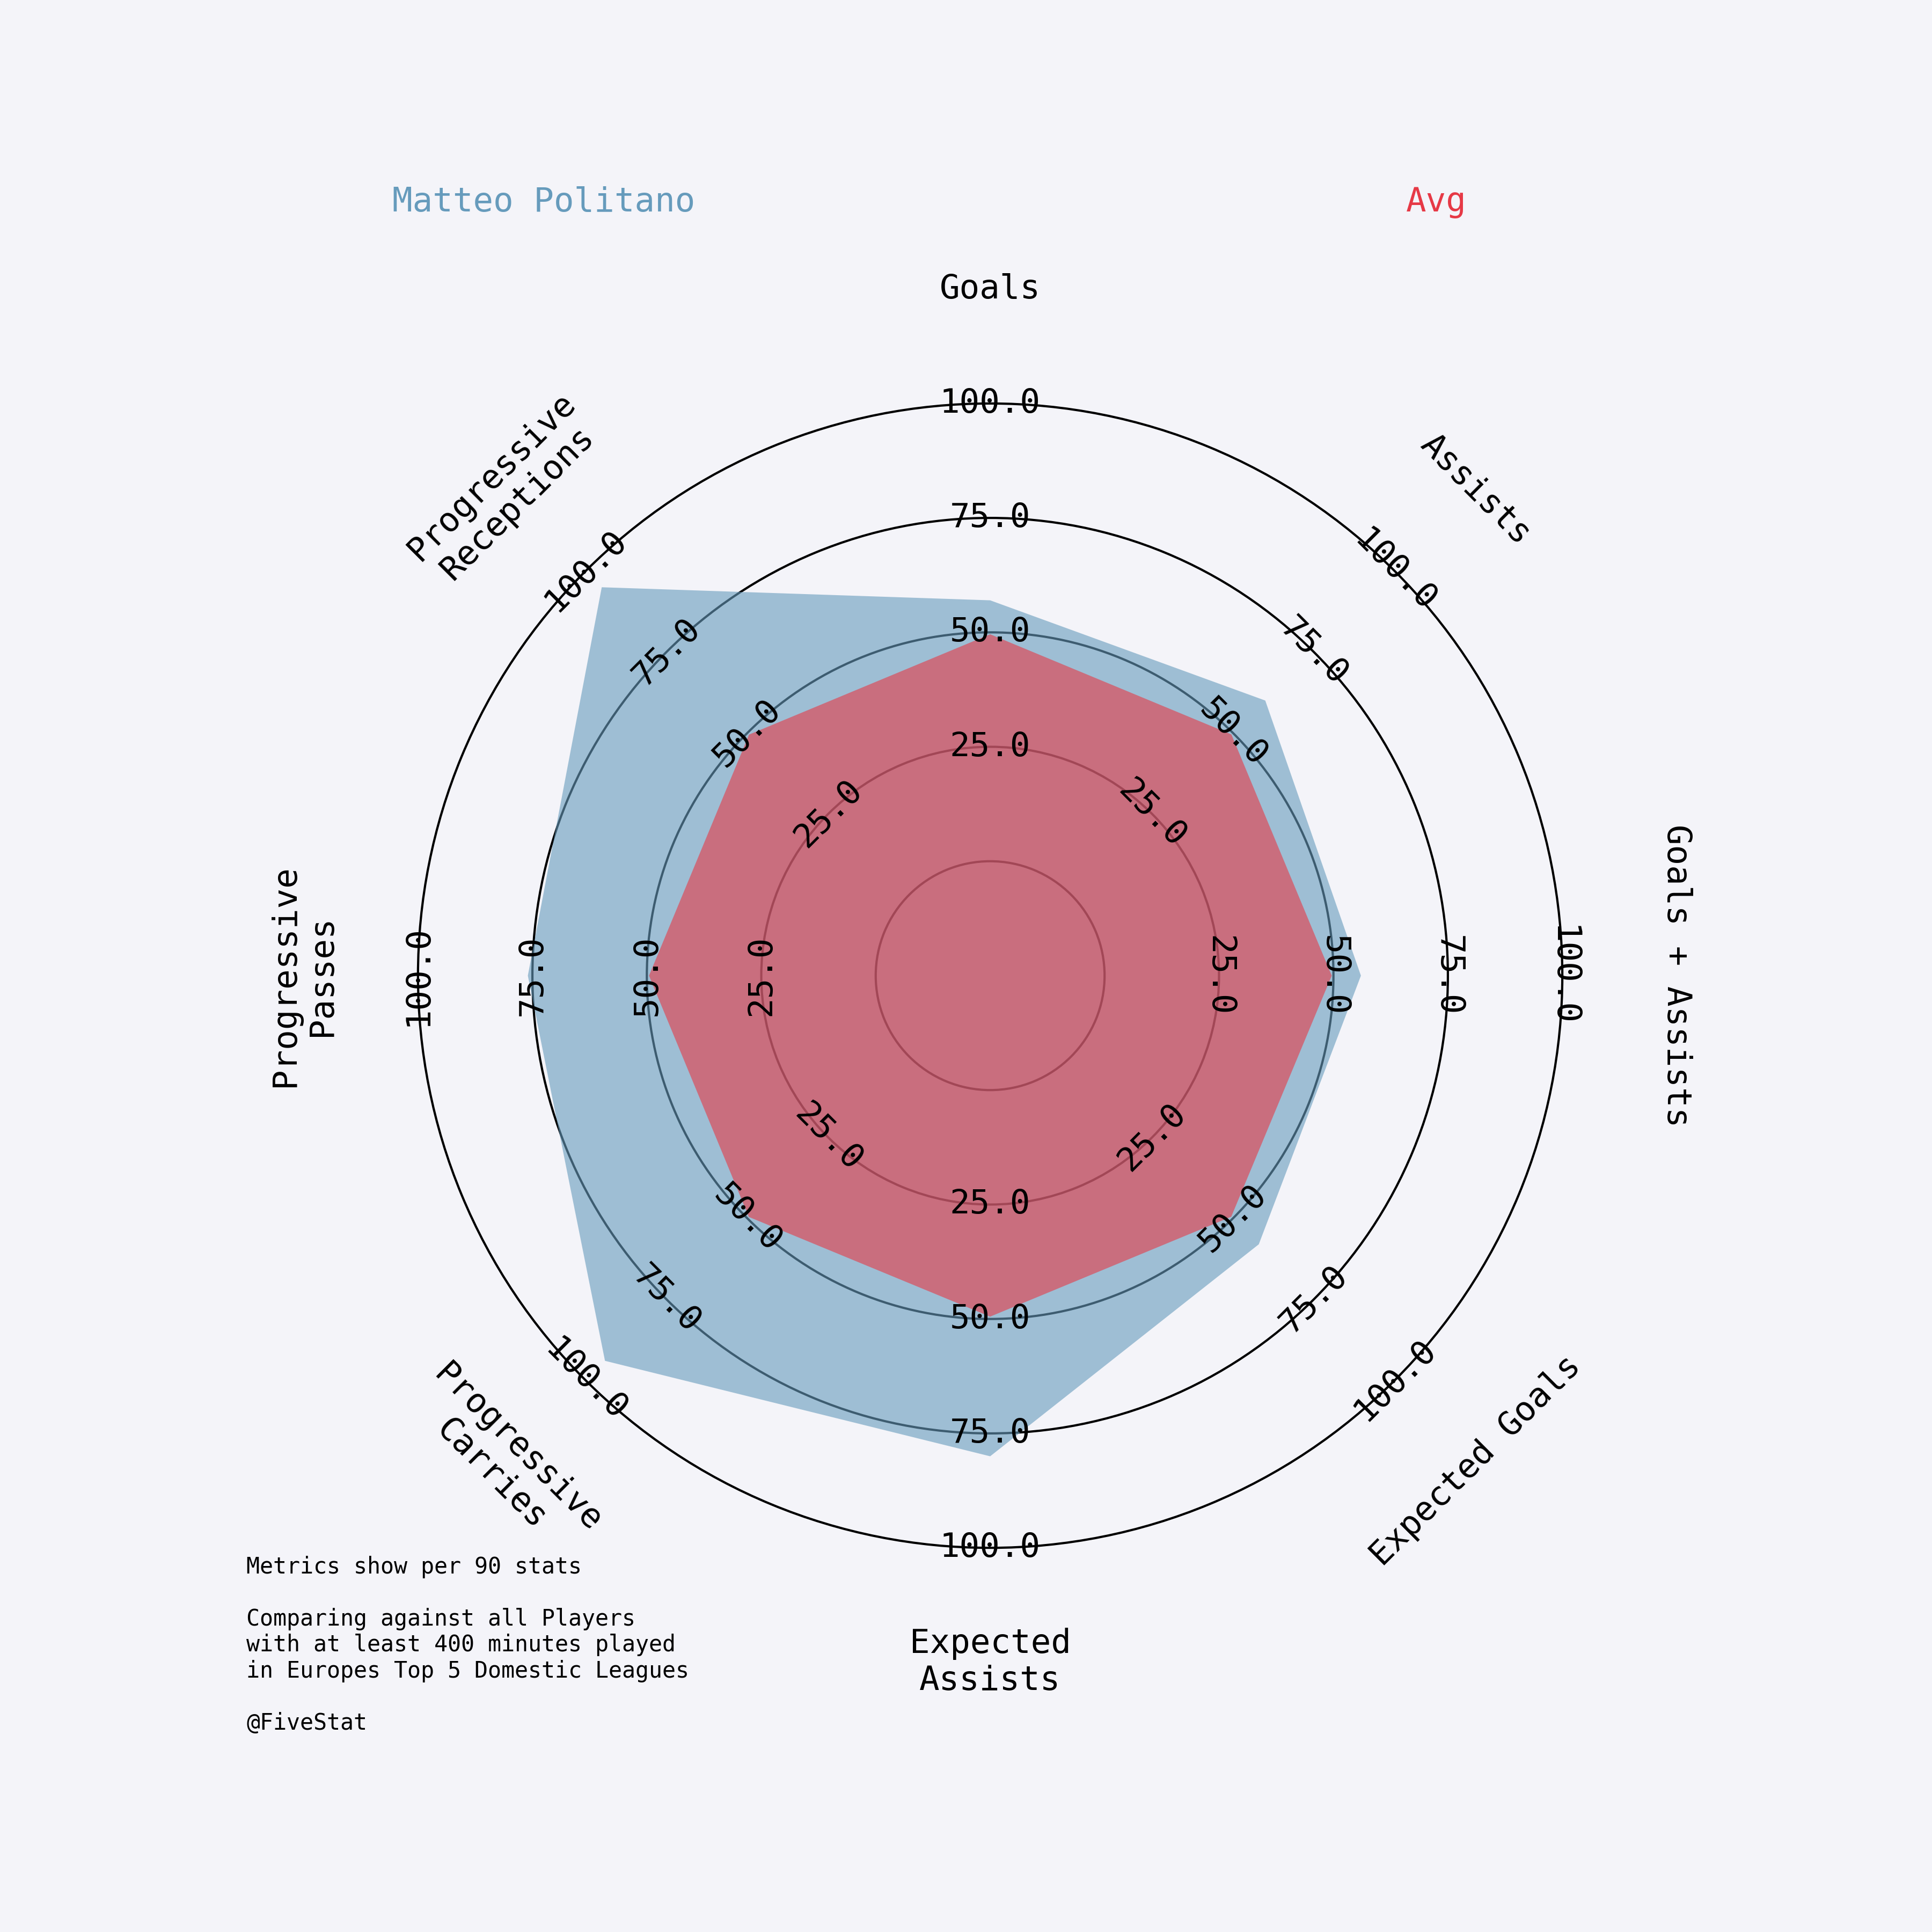 Matteo Politano
Avg
Goals
Assists
Goals + Assists
Expected Goals
Expected
Assists
Progressive
Carries
Progressive
Passes
Progressive
Receptions
25.0
50.0
75.0
100.0
25.0
50.0
75.0
100.0
25.0
50.0
75.0
100.0
25.0
50.0
75.0
100.0
25.0
50.0
75.0
100.0
25.0
50.0
75.0
100.0
25.0
50.0
75.0
100.0
25.0
50.0
75.0
100.0
Metrics show per 90 stats
Comparing against all Players
with at least 400 minutes played
in Europes Top 5 Domestic Leagues
@FiveStat